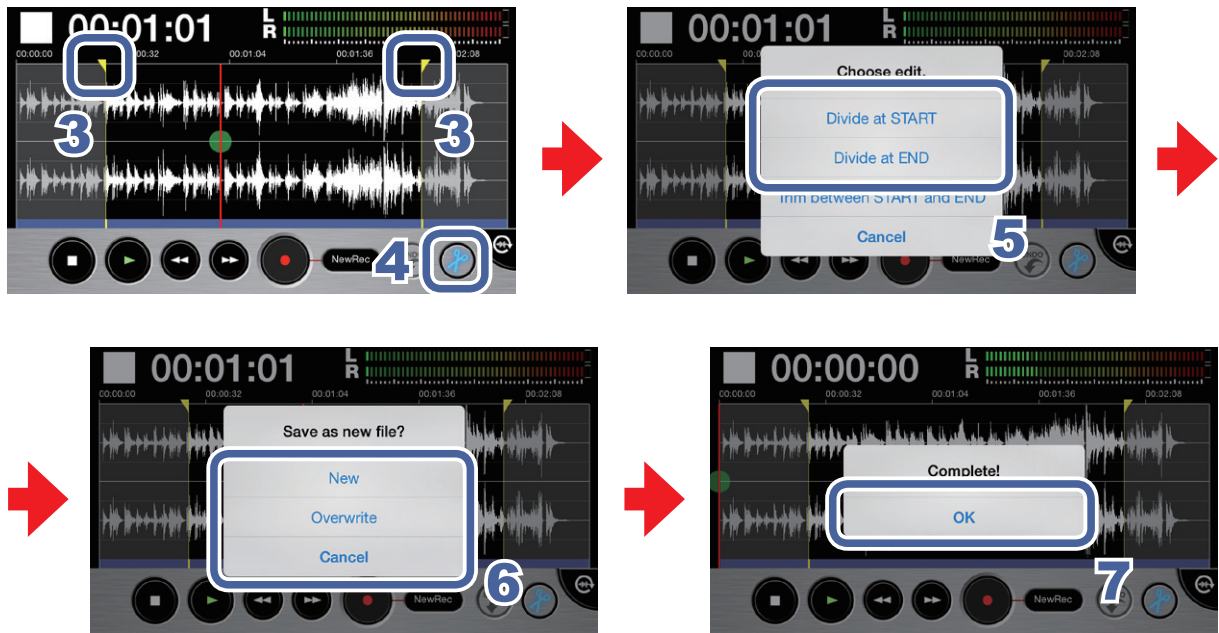 00:01:01
L
R
00:00:00 00:32 00:01:04 00:01:36 02:08
3
3
NewRec
4
00:01:01
L
R
00:00:00 00:0 00:02:08
Choose edit.
Divide at START
Divide at END
Trim between START and END
Cancel
5
NewRec
00:01:01
L
R
00:00:00 00:00:32 00:01:04 00:01:36 00:02:08
Save as new file?
New
Overwrite
Cancel
6
NewRec
00:00:00
L
R
00:00:00 00:00:32 00:01:04 00:01:36 00:02:08
Complete!
OK
7
NewRec